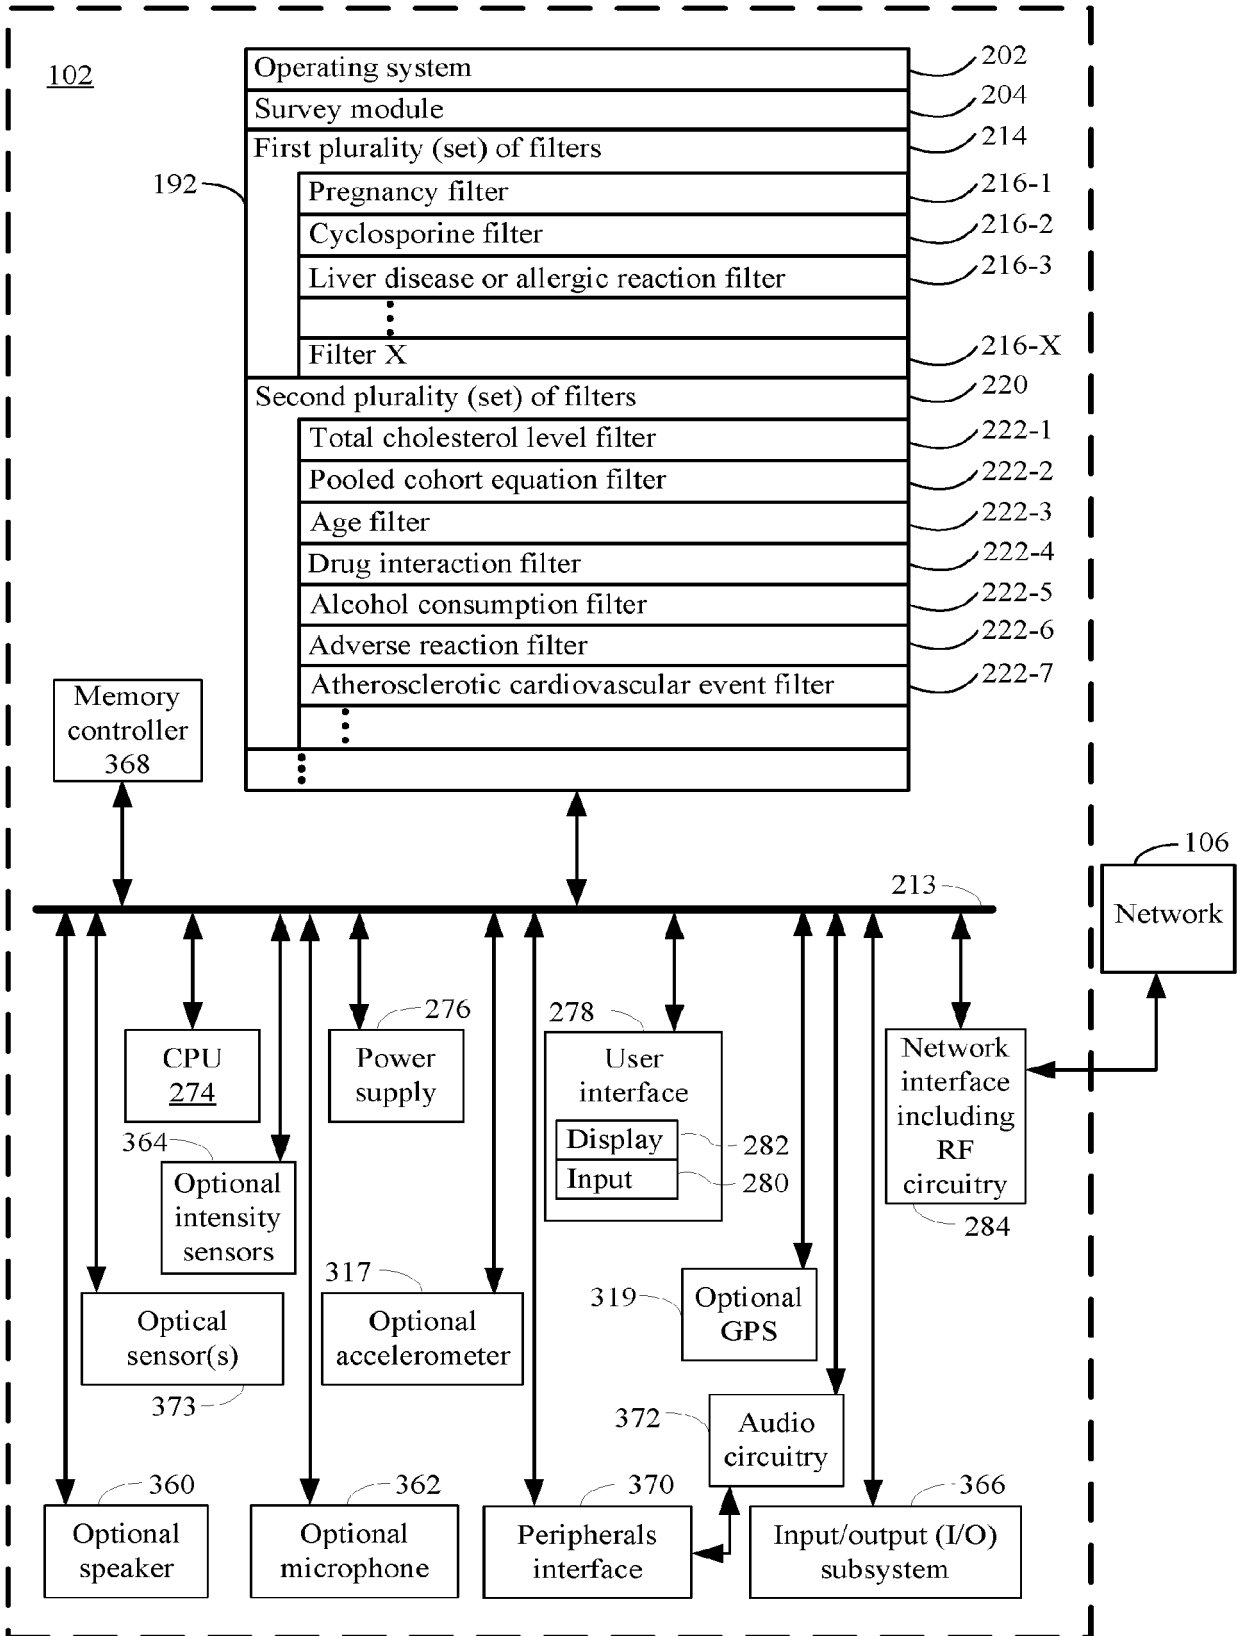 102
Operating system
202
Survey module
204
First plurality (set) of filters
214
192
Pregnancy filter
216-1
Cyclosporine filter
216-2
Liver disease or allergic reaction filter
216-3
Filter X
216-X
Second plurality (set) of filters
220
Total cholesterol level filter
222-1
Pooled cohort equation filter
222-2
Age filter
222-3
Drug interaction filter
222-4
Alcohol consumption filter
222-5
Adverse reaction filter
222-6
Atherosclerotic cardiovascular event filter
222-7
Memory
controller
368
106
Network
213
CPU
274
276
Power
supply
278
User
interface
Display
282
Input
280
Network
interface
including
RF
circuitry
284
364
Optional
intensity
sensors
317
Optional
accelerometer
319
Optional
GPS
Optical
sensor(s)
373
372
Audio
circuitry
360
Optional
speaker
362
Optional
microphone
370
Peripherals
interface
366
Input/output (I/O)
subsystem